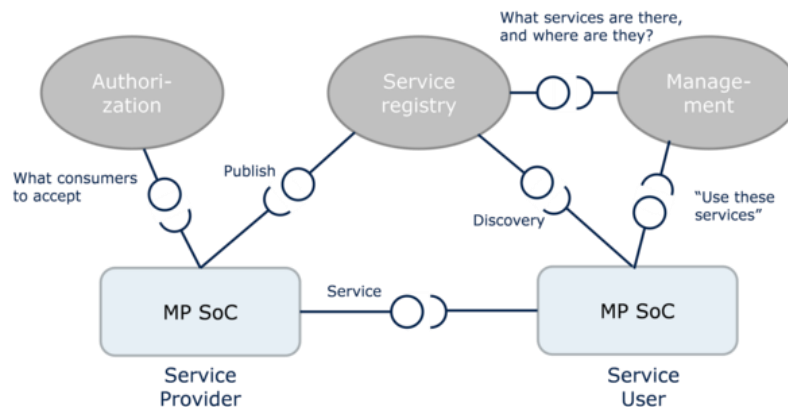 What services are there,
and where are they?
Authori-
zation
Service
registry
Manage-
ment
What consumers
to accept
Publish
Discovery
“Use these
services”
MP SoC
Service
MP SoC
Service
Provider
Service
User